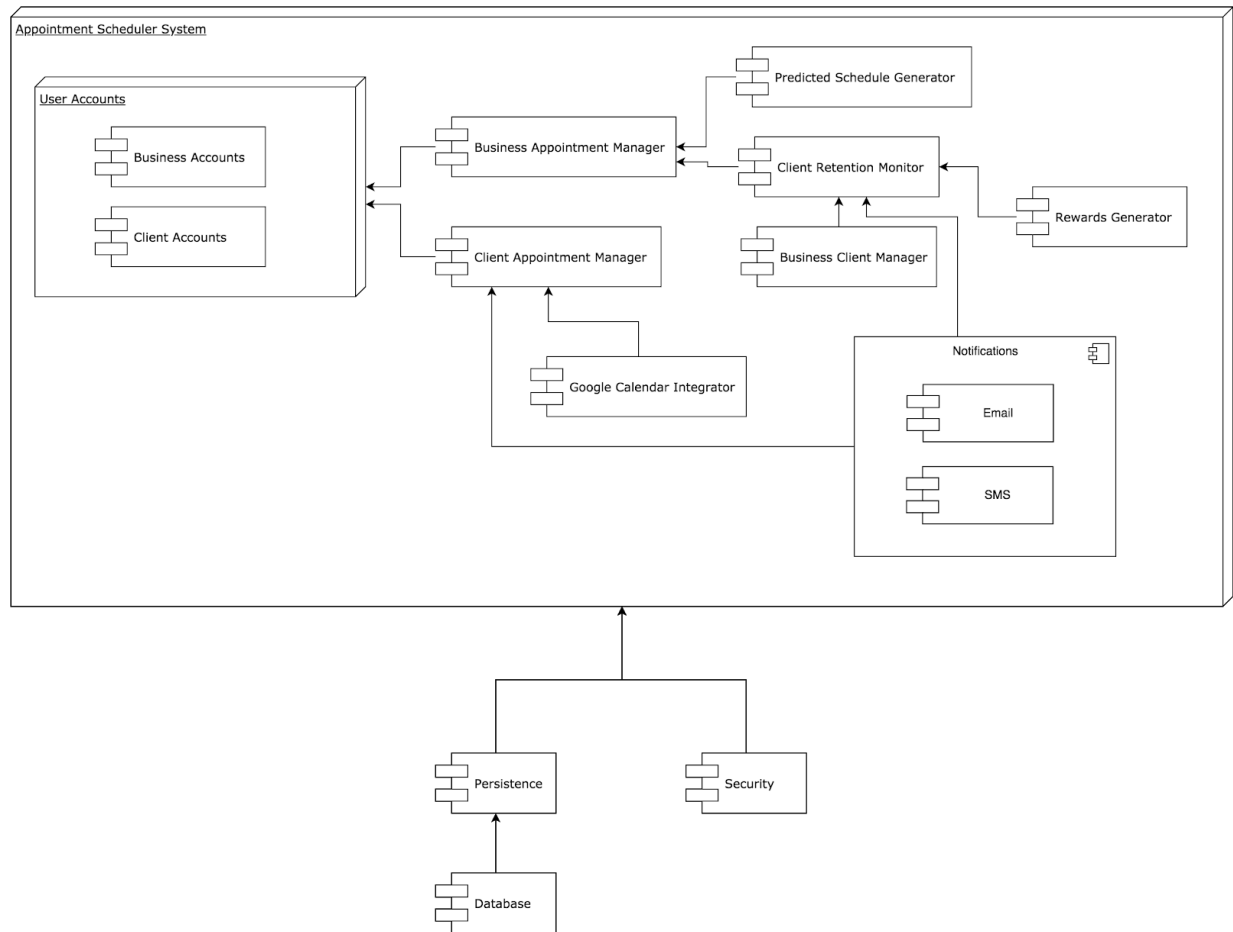 Appointment Scheduler System
User Accounts
Business Accounts
Client Accounts
Business Appointment Manager
Client Appointment Manager
Predicted Schedule Generator
Client Retention Monitor
Rewards Generator
Business Client Manager
Google Calendar Integrator
Notifications
Email
SMS
Persistence
Security
Database